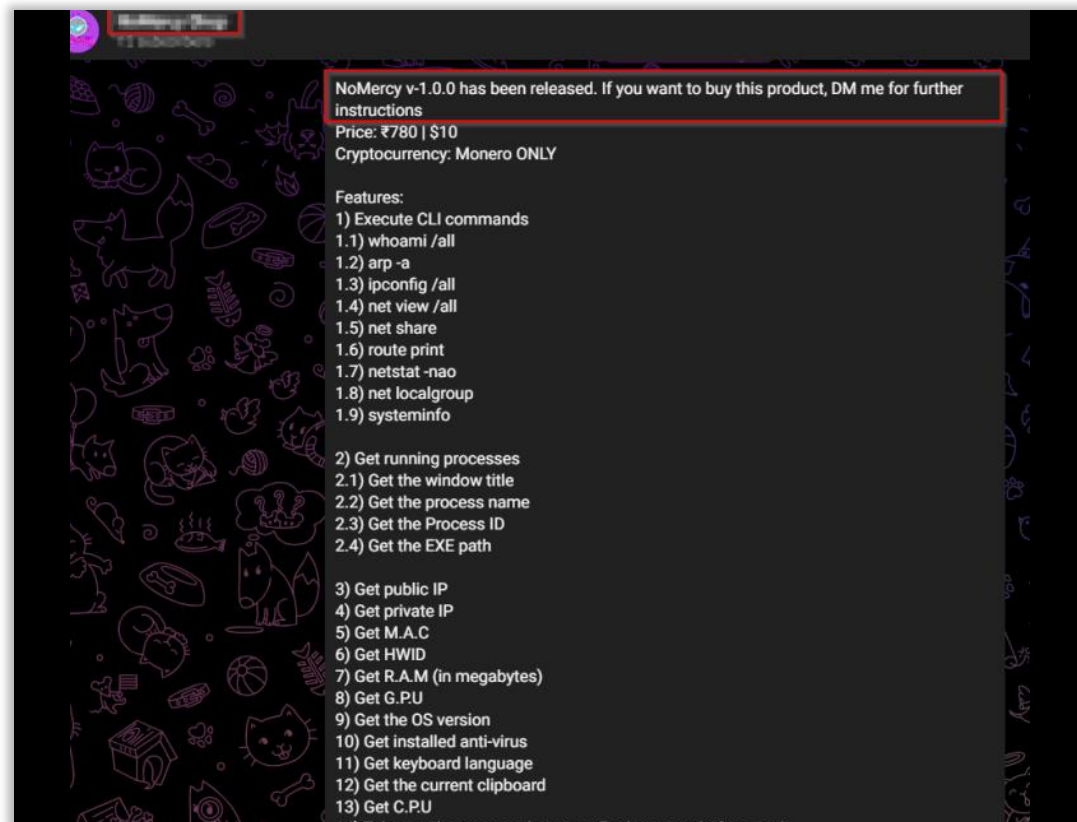 NoMercy v-1.0.0 has been released. If you want to buy this product, DM me for further
instructions
Price: ₹780 | $10
Cryptocurrency: Monero ONLY
Features:
1) Execute CLI commands
1.1) whoami /all
1.2) arp -a
1.3) ipconfig /all
1.4) net view /all
1.5) net share
1.6) route print
1.7) netstat -nao
1.8) net localgroup
1.9) systeminfo
2) Get running processes
2.1) Get the window title
2.2) Get the process name
2.3) Get the Process ID
2.4) Get the EXE path
3) Get public IP
4) Get private IP
5) Get M.A.C
6) Get HWID
7) Get R.A.M (in megabytes)
8) Get G.P.U
9) Get the OS version
10) Get installed anti-virus
11) Get keyboard language
12) Get the current clipboard
13) Get C.P.U